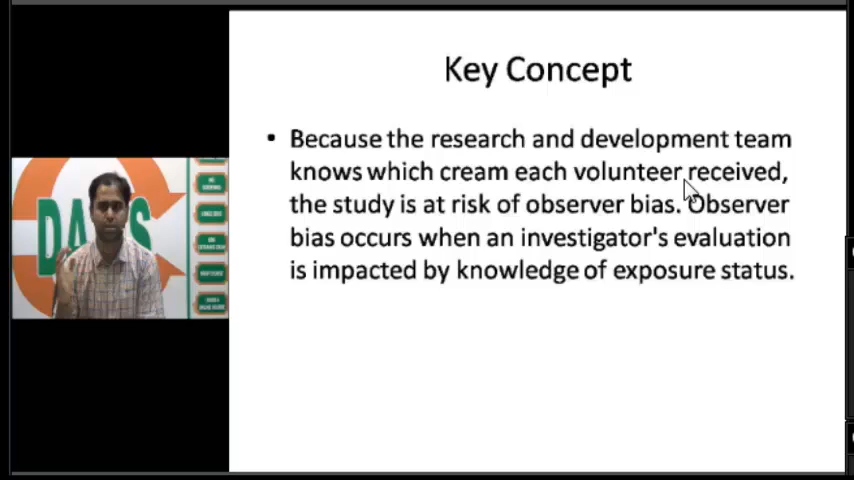 Key Concept
• Because the research and development team
knows which cream each volunteer received,
the study is at risk of observer bias. Observer
bias occurs when an investigator's evaluation
is impacted by knowledge of exposure status.